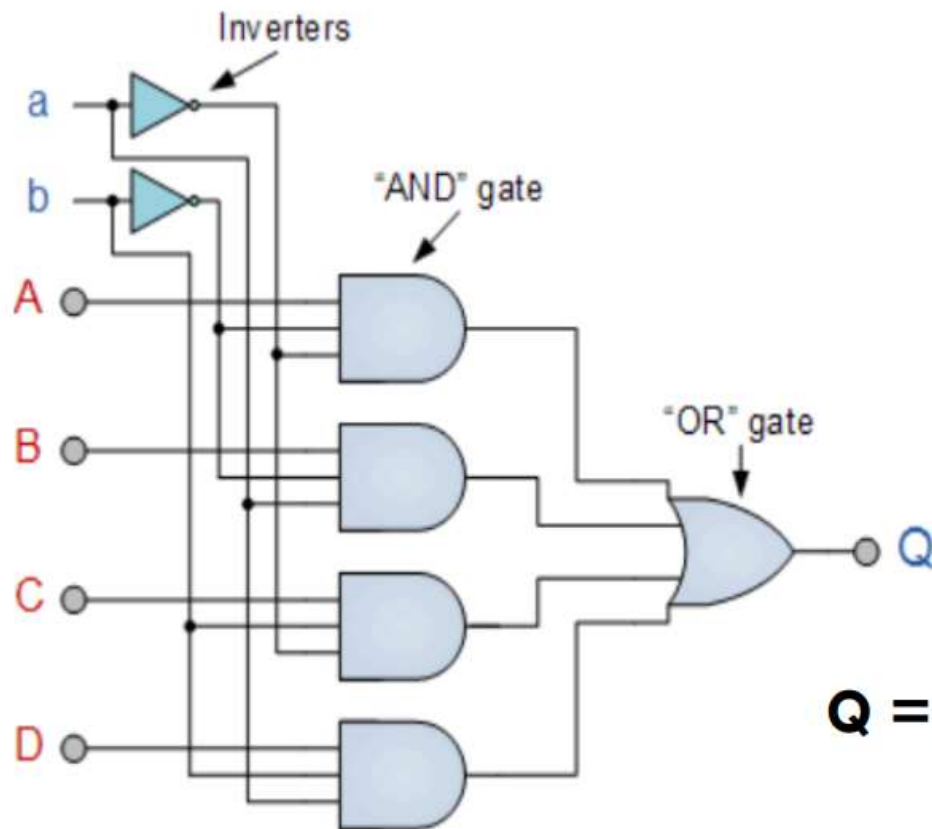 Inverters
a
b
"AND" gate
A
B
"OR" gate
C
Q
D
Q =